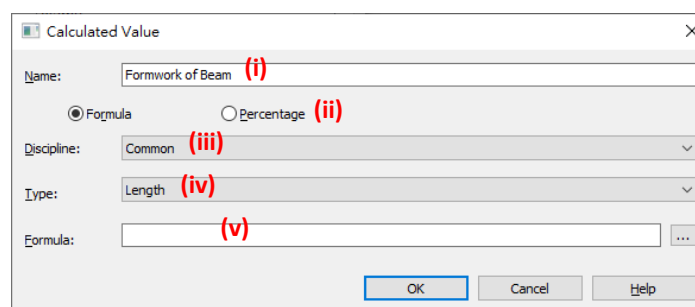 Calculated Value
Name: Formwork of Beam (i)
Formula Percentage (ii)
Discipline: Common (iii)
Type: Length (iv)
Formula: (v) ...
OK Cancel Help